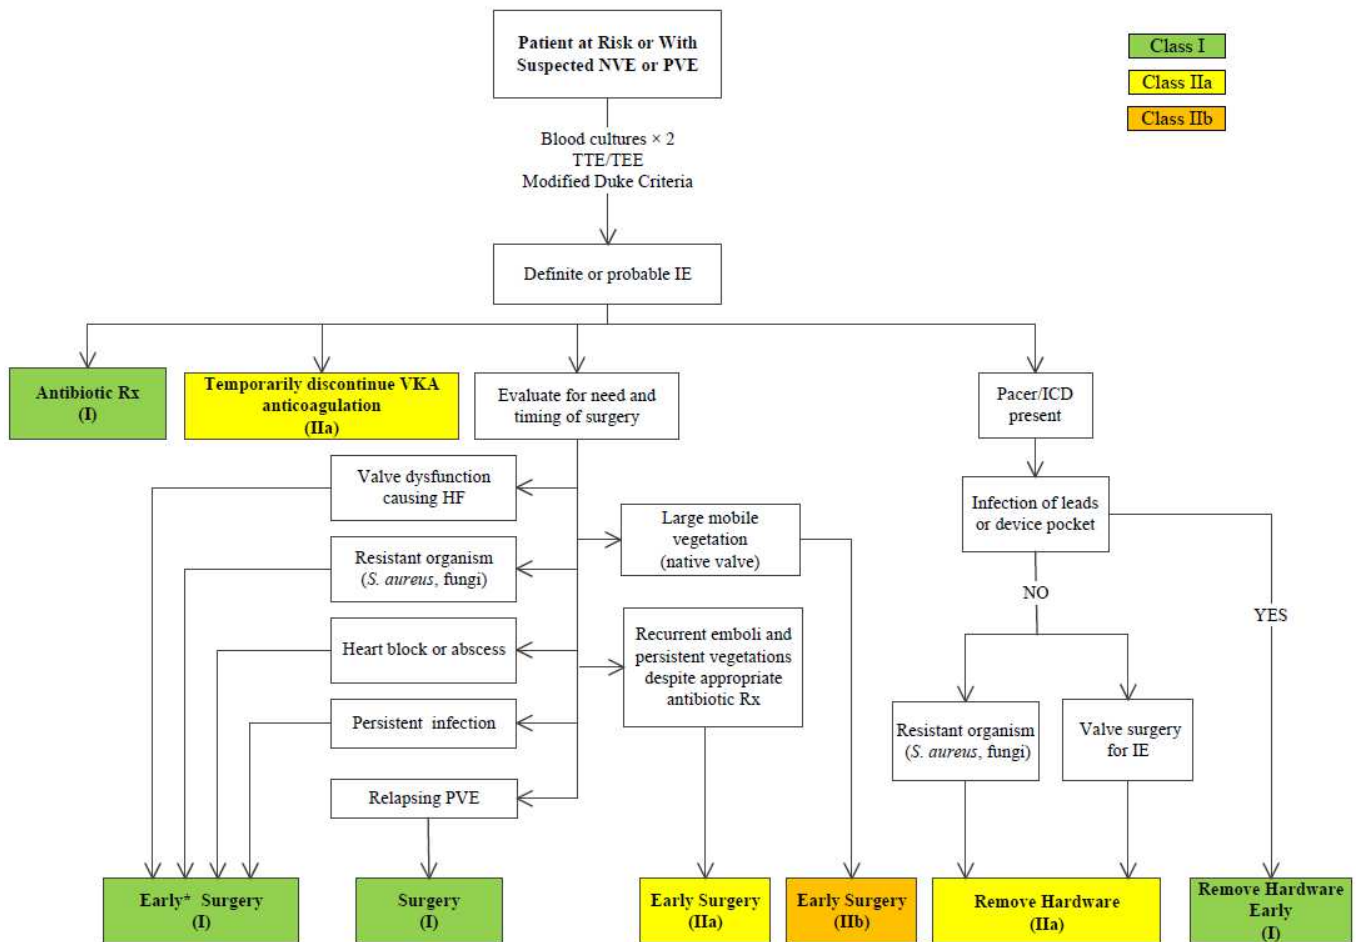 Patient at Risk or With
Suspected NVE or PVE
Class I
Class IIa
Class IIb
Blood cultures × 2
TTE/TEE
Modified Duke Criteria
Definite or probable IE
Antibiotic Rx
(I)
Temporarily discontinue VKA
anticoagulation
(IIa)
Evaluate for need and
timing of surgery
Pacer/ICD
present
Valve dysfunction
causing HF
Large mobile
vegetation
(native valve)
Infection of leads
or device pocket
Resistant organism
(S. aureus, fungi)
NO
YES
Heart block or abscess
Recurrent emboli and
persistent vegetations
despite appropriate
antibiotic Rx
Persistent infection
Resistant organism
(S. aureus, fungi)
Valve surgery
for IE
Relapsing PVE
Early* Surgery
(I)
Surgery
(I)
Early Surgery
(IIa)
Early Surgery
(IIb)
Remove Hardware
(IIa)
Remove Hardware
Early
(I)